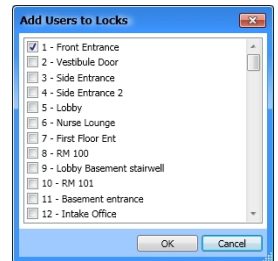 Add Users to Locks
1 - Front Entrance
2 - Vestibule Door
3 - Side Entrance
4 - Side Entrance 2
5 - Lobby
6 - Nurse Lounge
7 - First Floor Ent
8 - RM 100
9 - Lobby Basement stairwell
10 - RM 101
11 - Basement entrance
12 - Intake Office
OK
Cancel